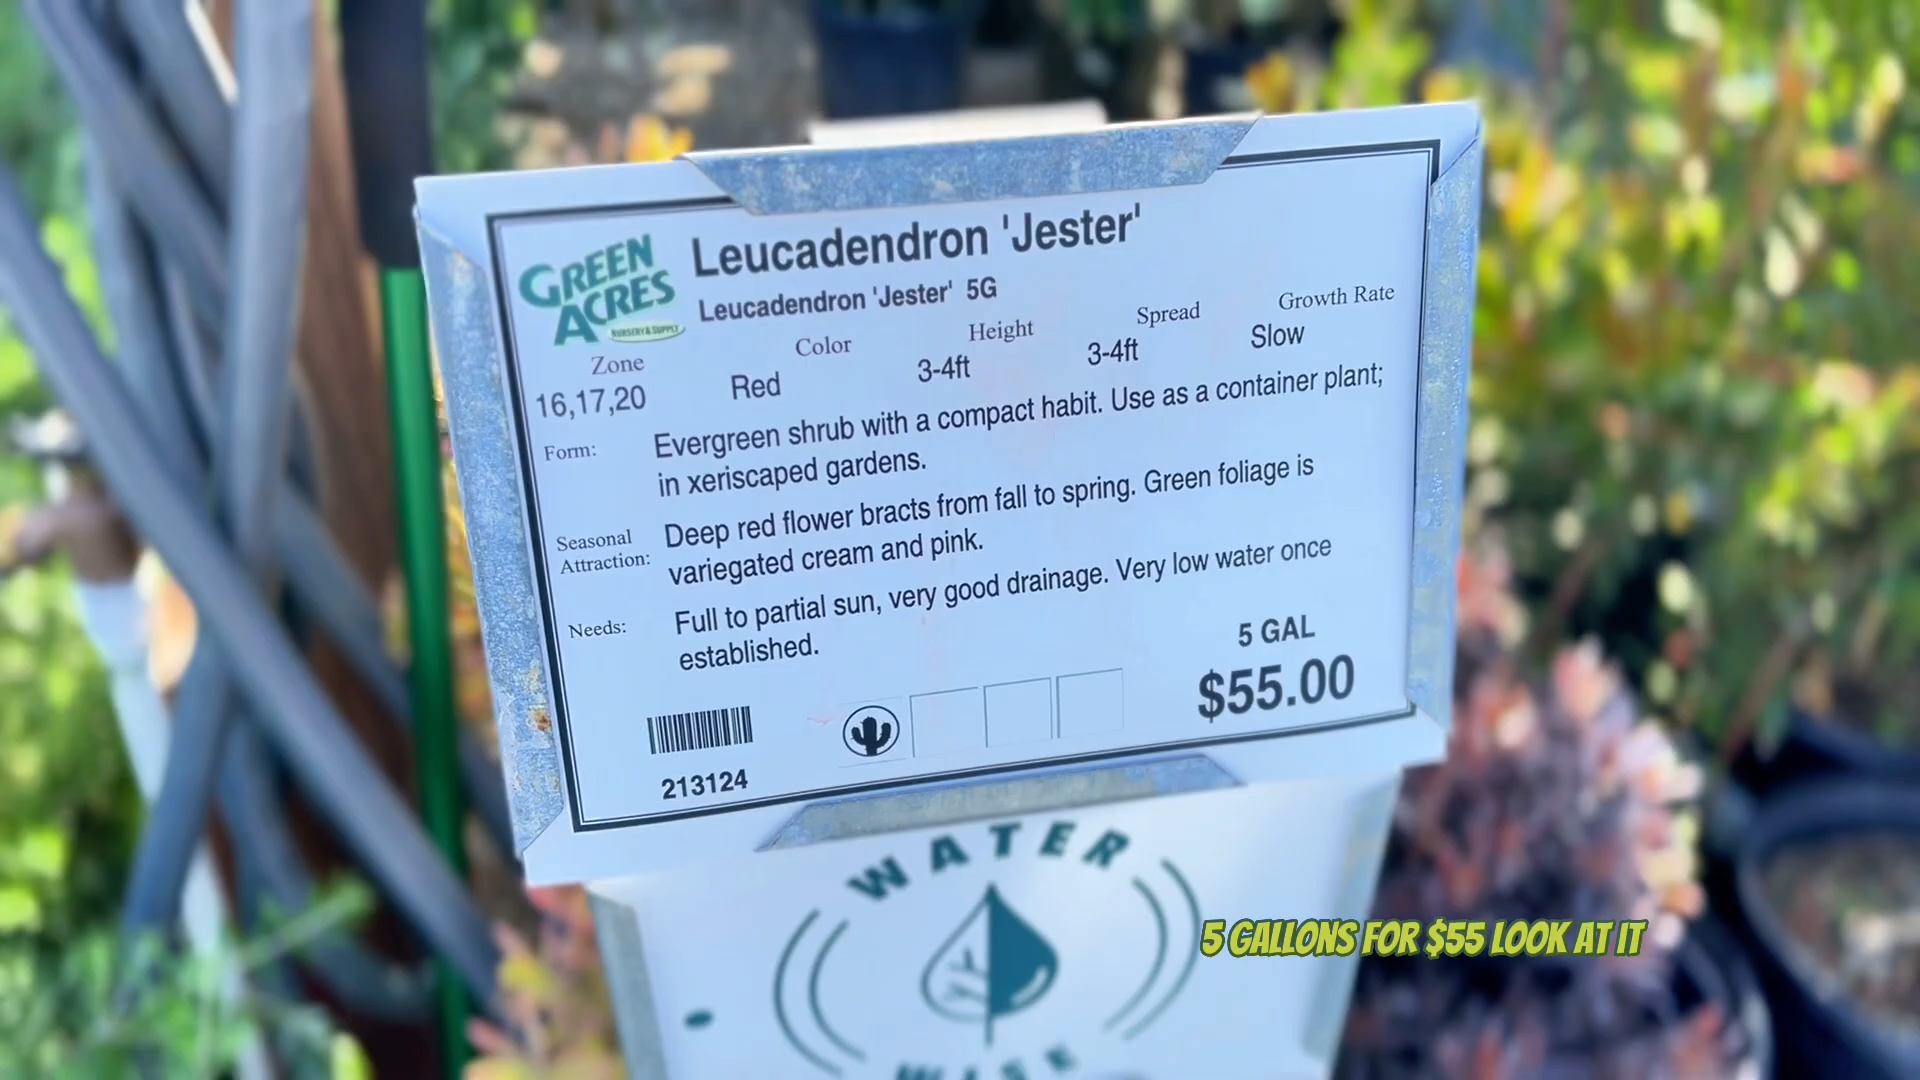 GREEN
ACRES
NURSERY & SUPPLY
Leucadendron 'Jester'
Leucadendron 'Jester' 5G
Zone Color Height Spread Growth Rate
16,17,20 Red 3-4ft 3-4ft Slow
Form: Evergreen shrub with a compact habit. Use as a container plant;
in xeriscaped gardens.
Seasonal Attraction: Deep red flower bracts from fall to spring. Green foliage is
variegated cream and pink.
Needs: Full to partial sun, very good drainage. Very low water once
established.
5 GAL
$55.00
213124
WATER
WISE
5 GALLONS FOR $55 LOOK AT IT